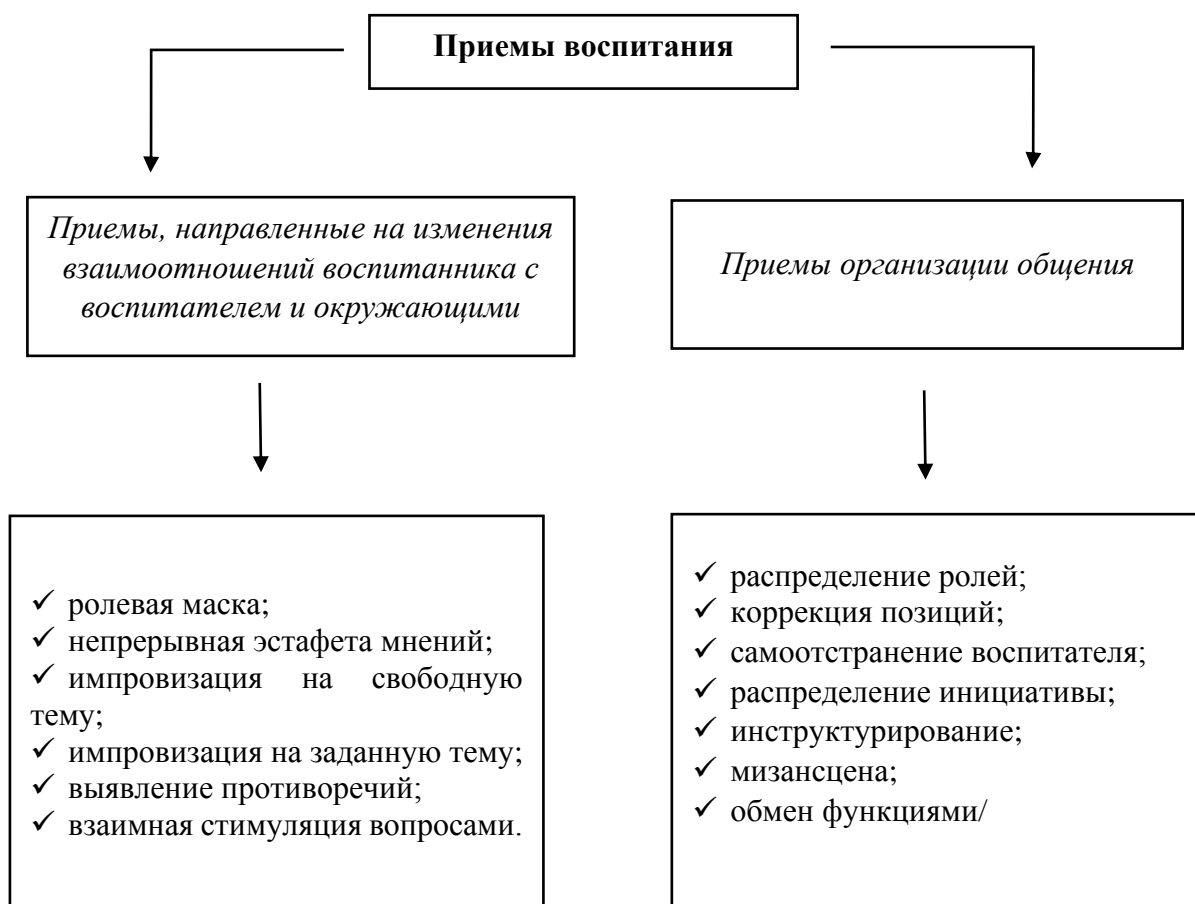 Приемы воспитания
Приемы, направленные на изменения
взаимоотношений воспитанника с
воспитателем и окружающими
Приемы организации общения
✓ ролевая маска;
✓ непрерывная эстафета мнений;
✓ импровизация на свободную
тему;
✓ импровизация на заданную тему;
✓ выявление противоречий;
✓ взаимная стимуляция вопросами.
✓ распределение ролей;
✓ коррекция позиций;
✓ самоотстранение воспитателя;
✓ распределение инициативы;
✓ инструктурирование;
✓ мизансцена;
✓ обмен функциями/